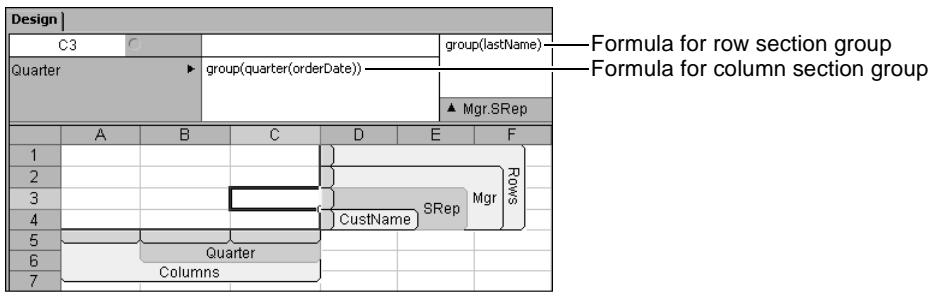 Design
C3
group(lastName)
Formula for row section group
Quarter
group(quarter(orderDate))
Formula for column section group
Mgr.SRep
A B C D E F
1
2
3
4
5
6
7
Rows
Mgr
SRep
CustName
Quarter
Columns